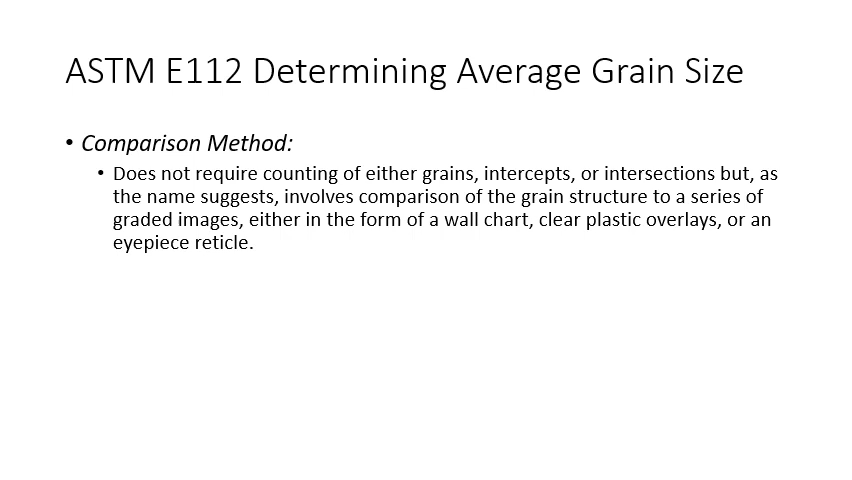 ASTM E112 Determining Average Grain Size
• Comparison Method:
• Does not require counting of either grains, intercepts, or intersections but, as
the name suggests, involves comparison of the grain structure to a series of
graded images, either in the form of a wall chart, clear plastic overlays, or an
eyepiece reticle.